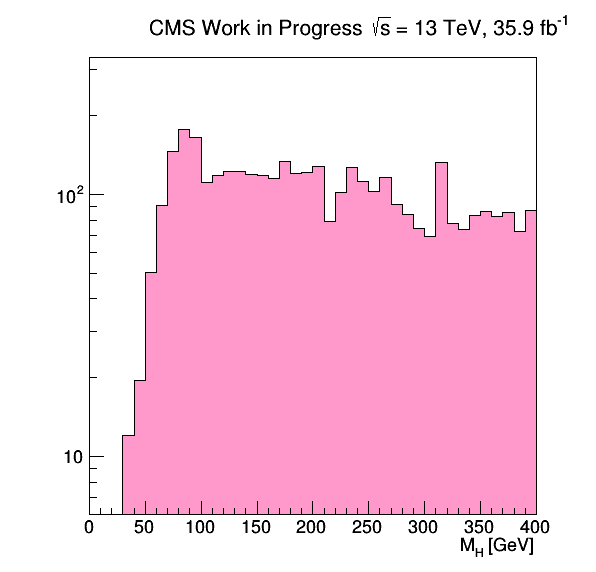 CMS Work in Progress √s = 13 TeV, 35.9 fb⁻¹
10²
10
0 50 100 150 200 250 300 350 400
M_H [GeV]